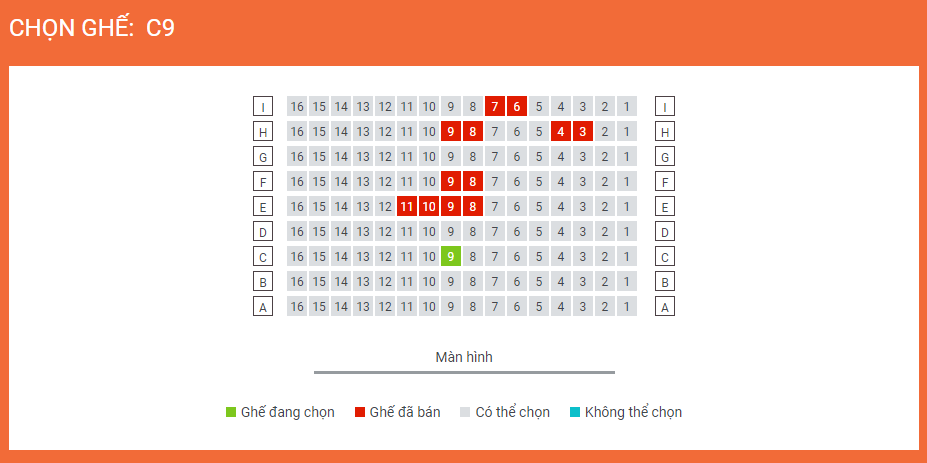 CHỌN GHẾ: C9
I 16 15 14 13 12 11 10 9 8 7 6 5 4 3 2 1 I
H 16 15 14 13 12 11 10 9 8 7 6 5 4 3 2 1 H
G 16 15 14 13 12 11 10 9 8 7 6 5 4 3 2 1 G
F 16 15 14 13 12 11 10 9 8 7 6 5 4 3 2 1 F
E 16 15 14 13 12 11 10 9 8 7 6 5 4 3 2 1 E
D 16 15 14 13 12 11 10 9 8 7 6 5 4 3 2 1 D
C 16 15 14 13 12 11 10 9 8 7 6 5 4 3 2 1 C
B 16 15 14 13 12 11 10 9 8 7 6 5 4 3 2 1 B
A 16 15 14 13 12 11 10 9 8 7 6 5 4 3 2 1 A
Màn hình
Ghế đang chọn Ghế đã bán Có thể chọn Không thể chọn